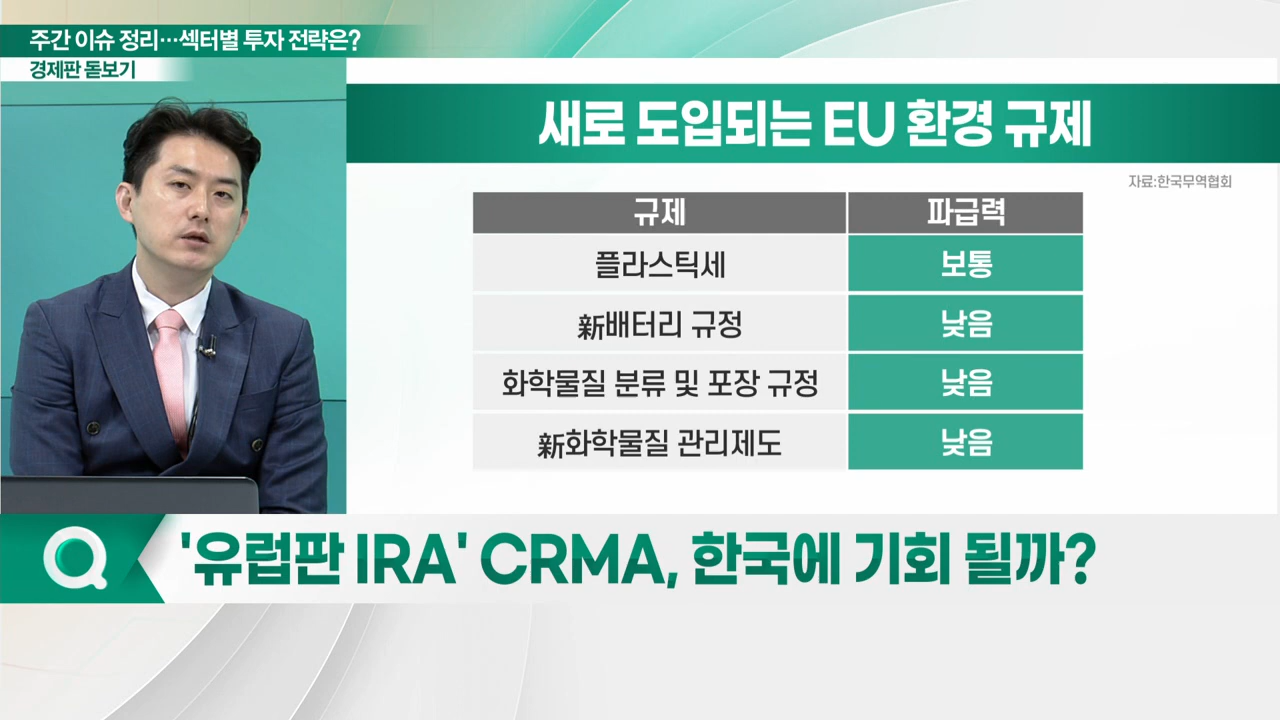 주간 이슈 정리…섹터별 투자 전략은?
경제판 돋보기
새로 도입되는 EU 환경 규제
자료:한국무역협회
규제 파급력
플라스틱세 보통
新배터리 규정 낮음
화학물질 분류 및 포장 규정 낮음
新화학물질 관리제도 낮음
'유럽판 IRA' CRMA, 한국에 기회 될까?